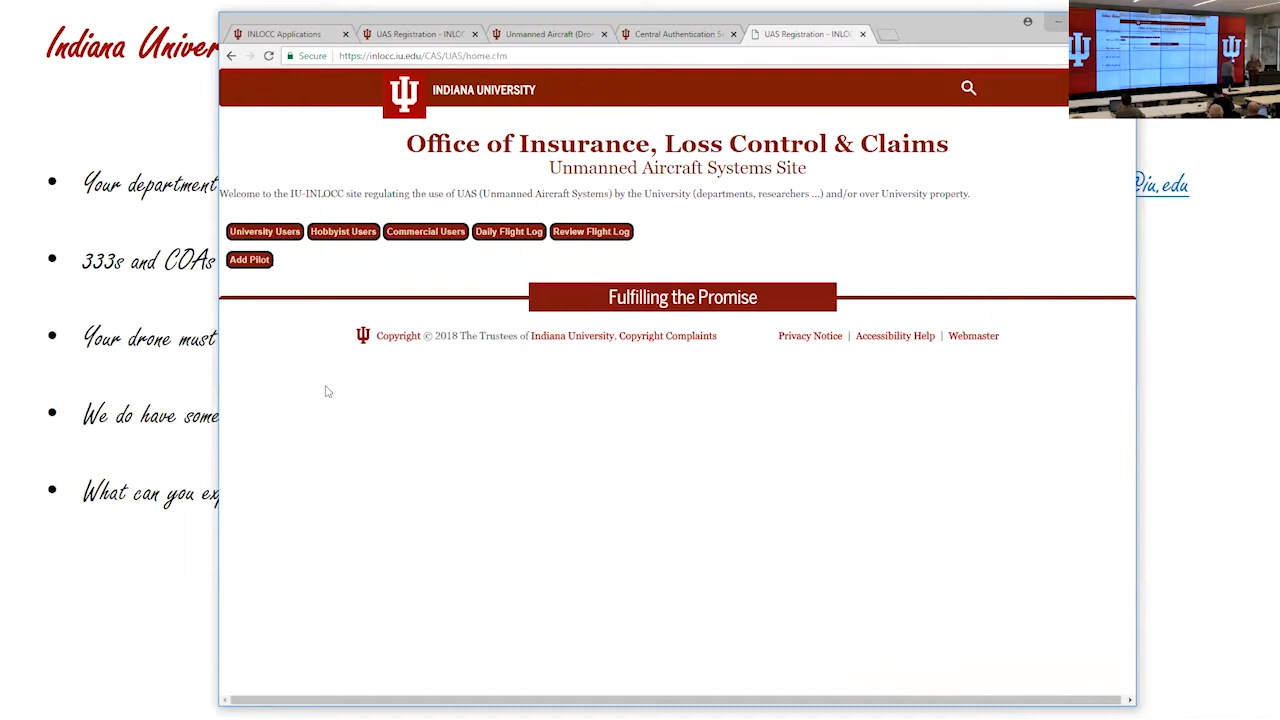 Indiana Univer
INLOCC Applications
UAS Registration - INLOCC
Unmanned Aircraft (Dro
Central Authentication S
UAS Registration - INLOC
Secure
https://inlocc.iu.edu/CAS/UAS/home.cfm
INDIANA UNIVERSITY
Office of Insurance, Loss Control & Claims
Unmanned Aircraft Systems Site
Your department
@iu.edu
Welcome to the IU-INLOCC site regarding the use of UAS (Unmanned Aircraft Systems) by the University (departments, researchers ...) and/or over University property.
University Users Hobbyist Users Commercial Users Daily Flight Log Review Flight Log
333s and COAs
Add Pilot
Fulfilling the Promise
Your drone must
Copyright © 2018 The Trustees of Indiana University, Copyright Complaints
Privacy Notice | Accessibility Help | Webmaster
We do have some
What can you exp